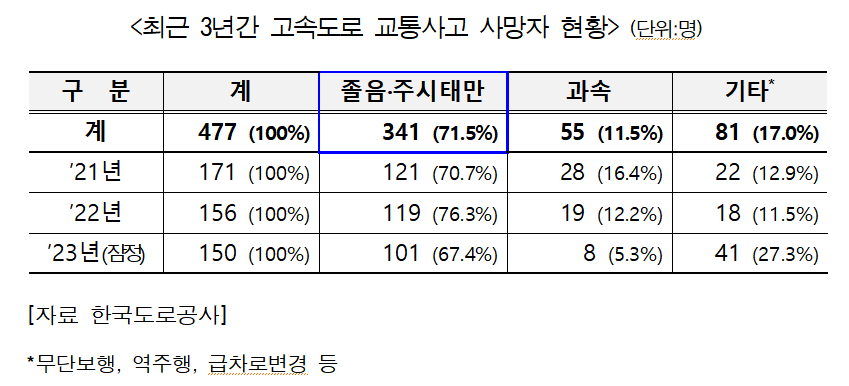 <최근 3년간 고속도로 교통사고 사망자 현황> (단위:명)
구 분 계 졸음·주시태만 과속 기타*
계 477 (100%) 341 (71.5%) 55 (11.5%) 81 (17.0%)
’21년 171 (100%) 121 (70.7%) 28 (16.4%) 22 (12.9%)
’22년 156 (100%) 119 (76.3%) 19 (12.2%) 18 (11.5%)
’23년(잠정) 150 (100%) 101 (67.4%) 8 (5.3%) 41 (27.3%)
[자료 한국도로공사]
*무단보행, 역주행, 급차로변경 등